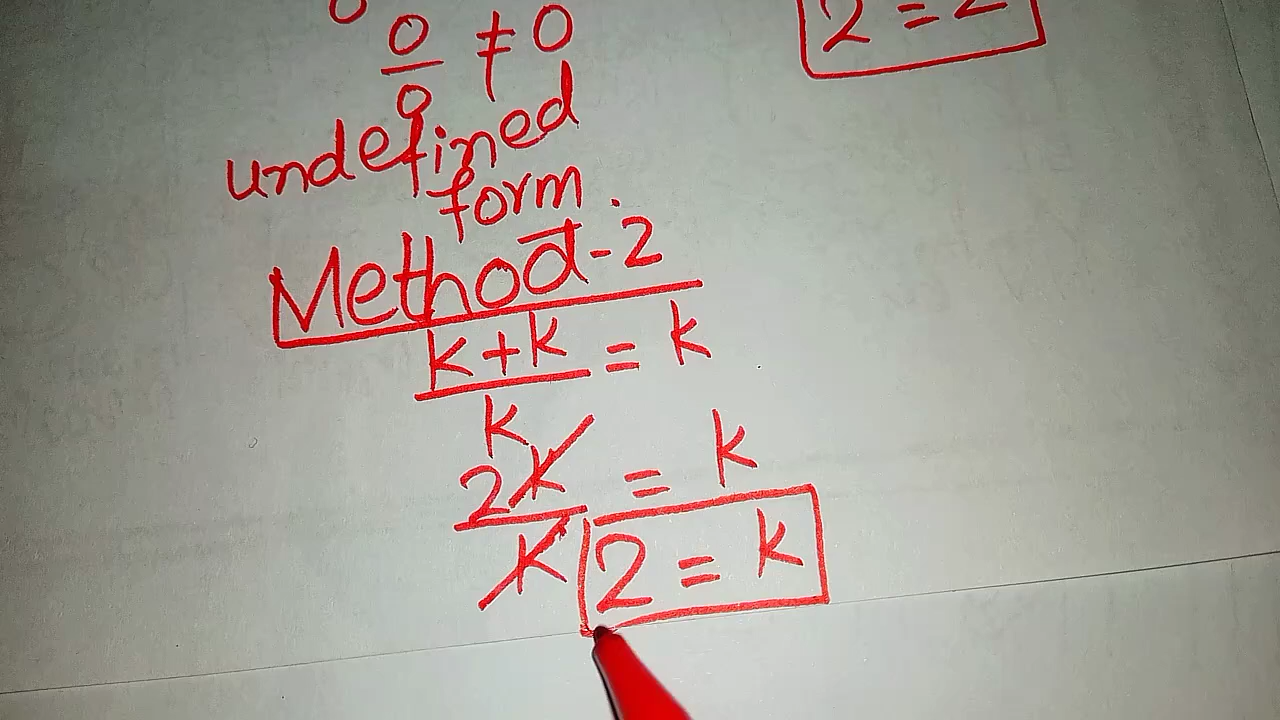 0/0 ≠ 0
2 = 2
undefined
form.
Method-2
k+k/k = k
2k/k = k
2 = k